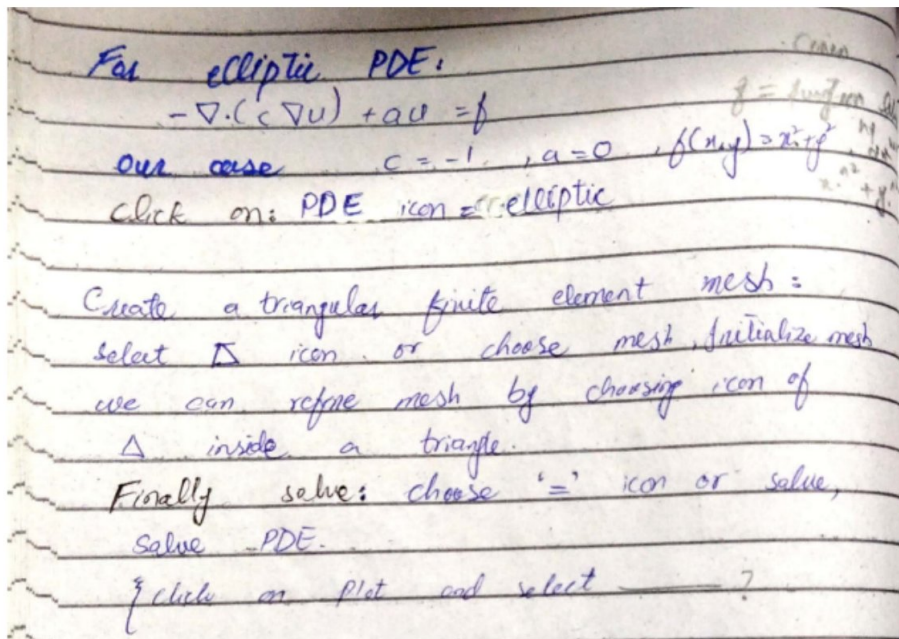 For elliptic PDE:
-∇.(c∇u) + au = f
our case c = -1, a=0, f(x,y) = x²+y²
click on: PDE icon = elliptic
Create a triangular finite element mesh:
select △ icon. or choose mesh, Initialize mesh
we can refine mesh by choosing icon of
△ inside a triangle.
Finally solve: choose '=' icon or solve,
solve PDE.
{click on Plot and select ______?